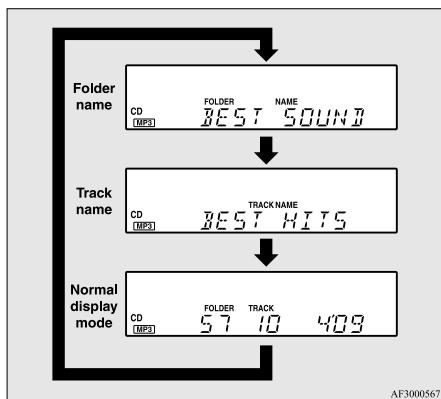 Folder
name
CD
MP3
FOLDER NAME
BEST SOUND
Track
name
CD
MP3
TRACK NAME
BEST HITS
Normal
display
mode
CD
MP3
FOLDER TRACK
57 10 4'09
AF3000567